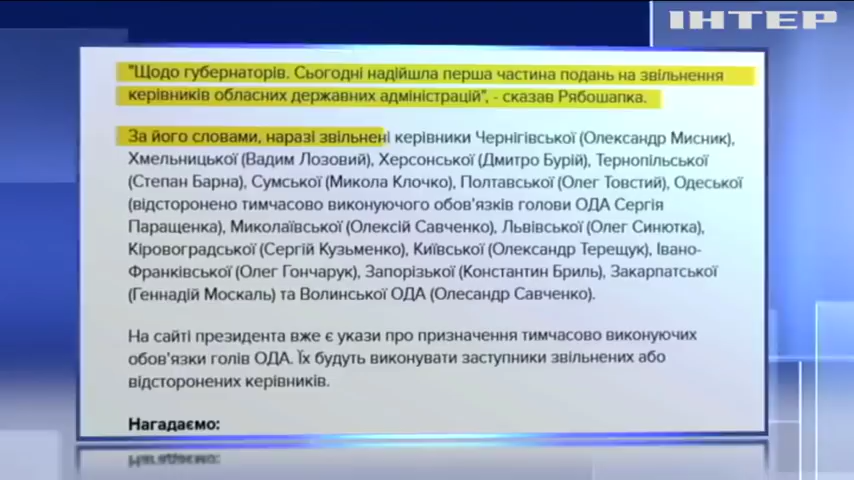 ІНТЕР
"Щодо губернаторів. Сьогодні надійшла перша частина подань на звільнення
керівників обласних державних адміністрацій", - сказав Рябошапка.
За його словами, наразі звільнені керівники Чернігівської (Олександр Мисник),
Хмельницької (Вадим Лозовий), Херсонської (Дмитро Бурій), Тернопільської
(Степан Барна), Сумської (Микола Клочко), Полтавської (Олег Товстий), Одеської
(відсторонено тимчасово виконуючого обов'язків голови ОДА Сергія
Паращенка), Миколаївської (Олексій Савченко), Львівської (Олег Синютка),
Кіровоградської (Сергій Кузьменко), Київської (Олександр Терещук), Івано-
Франківської (Олег Гончарук), Запорізької (Константин Бриль), Закарпатської
(Геннадій Москаль) та Волинської ОДА (Олесандр Савченко).
На сайті президента вже є укази про призначення тимчасово виконуючих
обов'язки голів ОДА. Їх будуть виконувати заступники звільнених або
відсторонених керівників.
Нагадаємо: